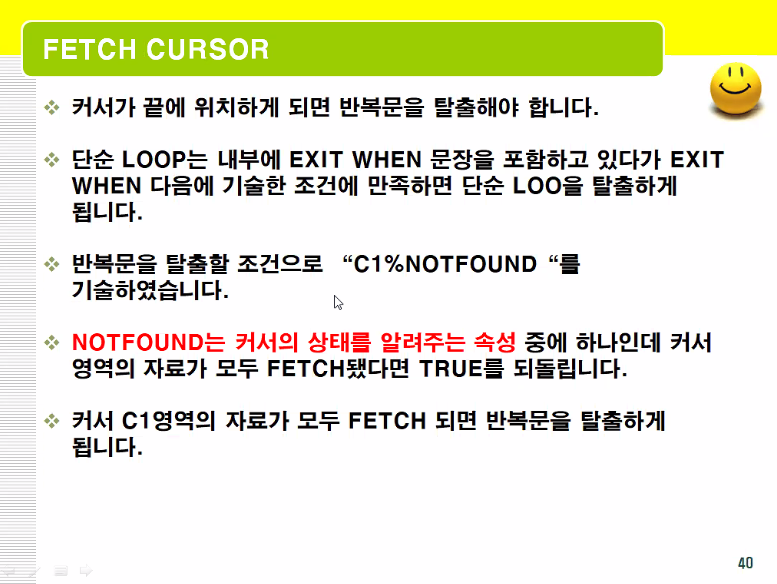 FETCH CURSOR
커서가 끝에 위치하게 되면 반복문을 탈출해야 합니다.
단순 LOOP는 내부에 EXIT WHEN 문장을 포함하고 있다가 EXIT
WHEN 다음에 기술한 조건에 만족하면 단순 LOO을 탈출하게
됩니다.
반복문을 탈출할 조건으로 “C1%NOTFOUND “를
기술하였습니다.
NOTFOUND는 커서의 상태를 알려주는 속성 중에 하나인데 커서
영역의 자료가 모두 FETCH됐다면 TRUE를 되돌립니다.
커서 C1영역의 자료가 모두 FETCH 되면 반복문을 탈출하게
됩니다.
40